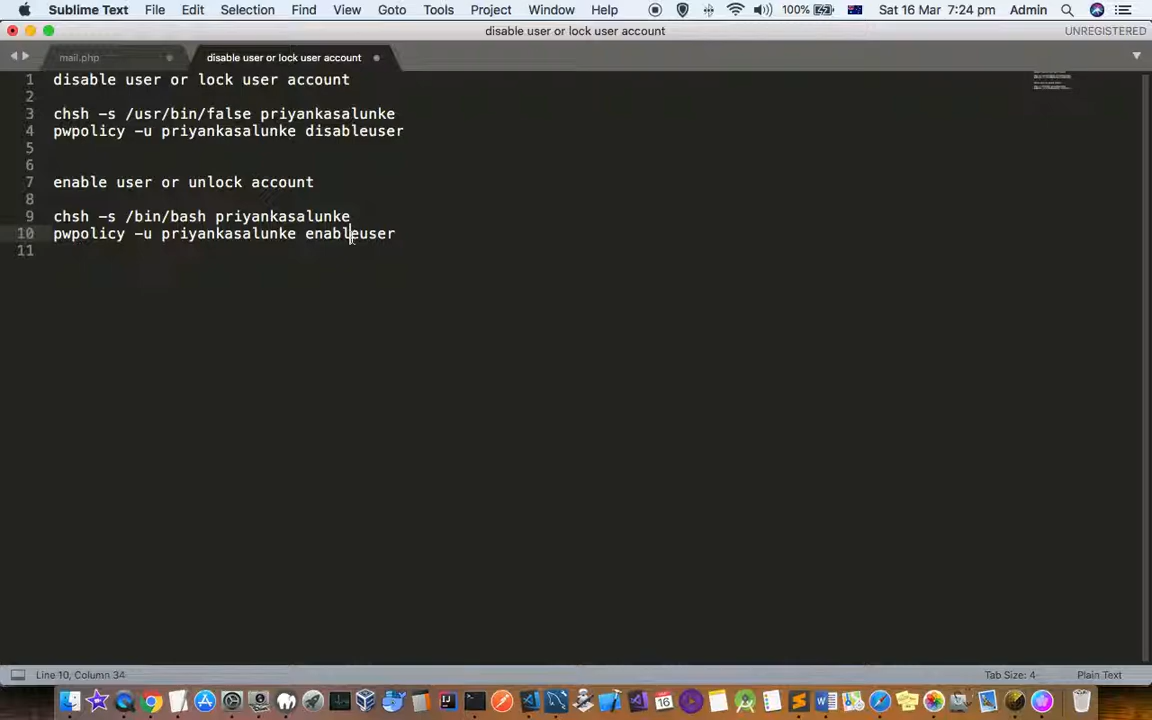 Sublime Text File Edit Selection Find View Goto Tools Project Window Help 100% Sat 16 Mar 7:24 pm Admin
disable user or lock user account UNREGISTERED
mail.php disable user or lock user account
1 disable user or lock user account
2
3 chsh -s /usr/bin/false priyankasalunke
4 pwpolicy -u priyankasalunke disableuser
5
6
7 enable user or unlock account
8
9 chsh -s /bin/bash priyankasalunke
10 pwpolicy -u priyankasalunke enableuser
11
Line 10, Column 34 Tab Size: 4 Plain Text
16